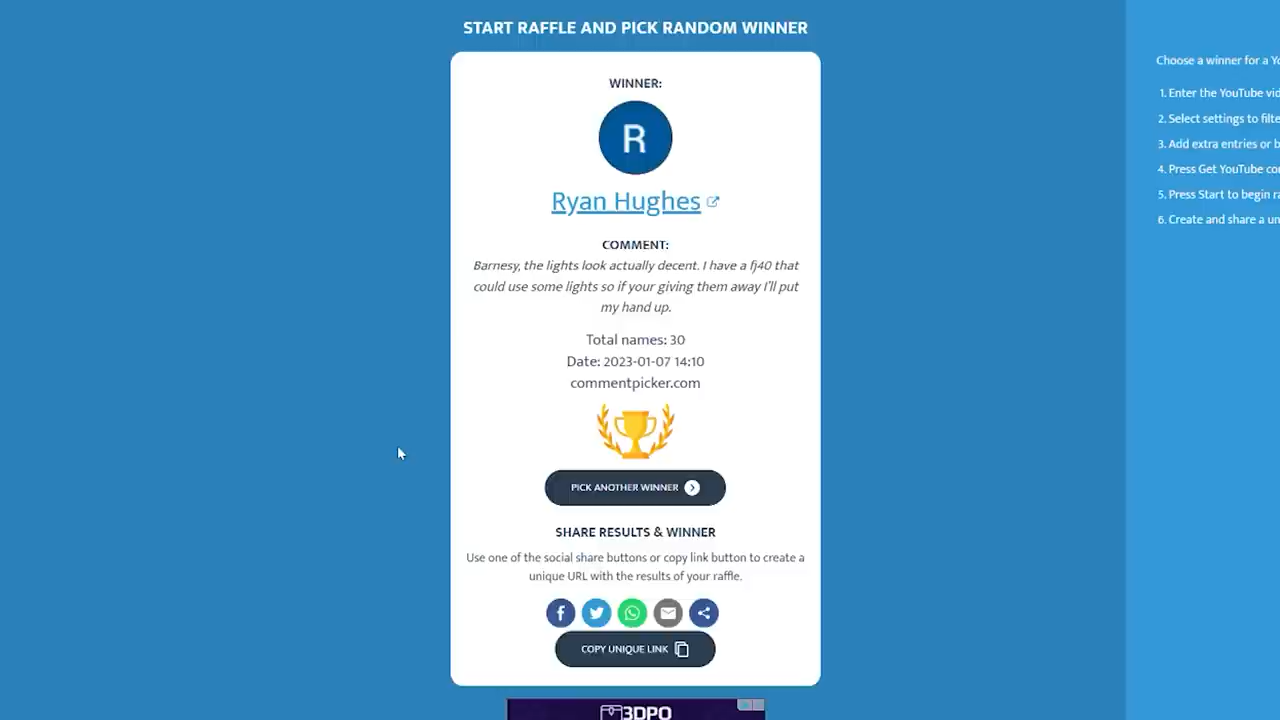 START RAFFLE AND PICK RANDOM WINNER
WINNER:
R
Ryan Hughes
COMMENT:
Barnesy, the lights look actually decent. I have a fj40 that
could use some lights so if your giving them away I'll put
my hand up.
Total names: 30
Date: 2023-01-07 14:10
commentpicker.com
PICK ANOTHER WINNER
SHARE RESULTS & WINNER
Use one of the social share buttons or copy link button to create a
unique URL with the results of your raffle.
COPY UNIQUE LINK
3DPO
Choose a winner for a Yo
1. Enter the YouTube vid
2. Select settings to filte
3. Add extra entries or b
4. Press Get YouTube co
5. Press Start to begin ra
6. Create and share a un